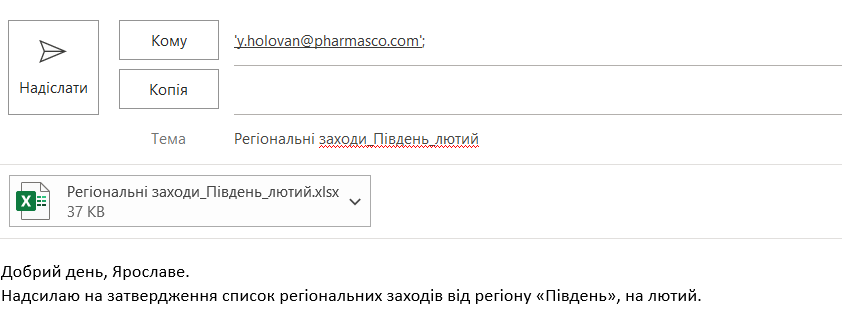 Кому
'y.holovan@pharmasco.com';
Надіслати
Копія
Тема
Регіональні заходи_Південь_лютий
Регіональні заходи_Південь_лютий.xlsx
37 KB
Добрий день, Ярославе.
Надсилаю на затвердження список регіональних заходів від регіону «Південь», на лютий.